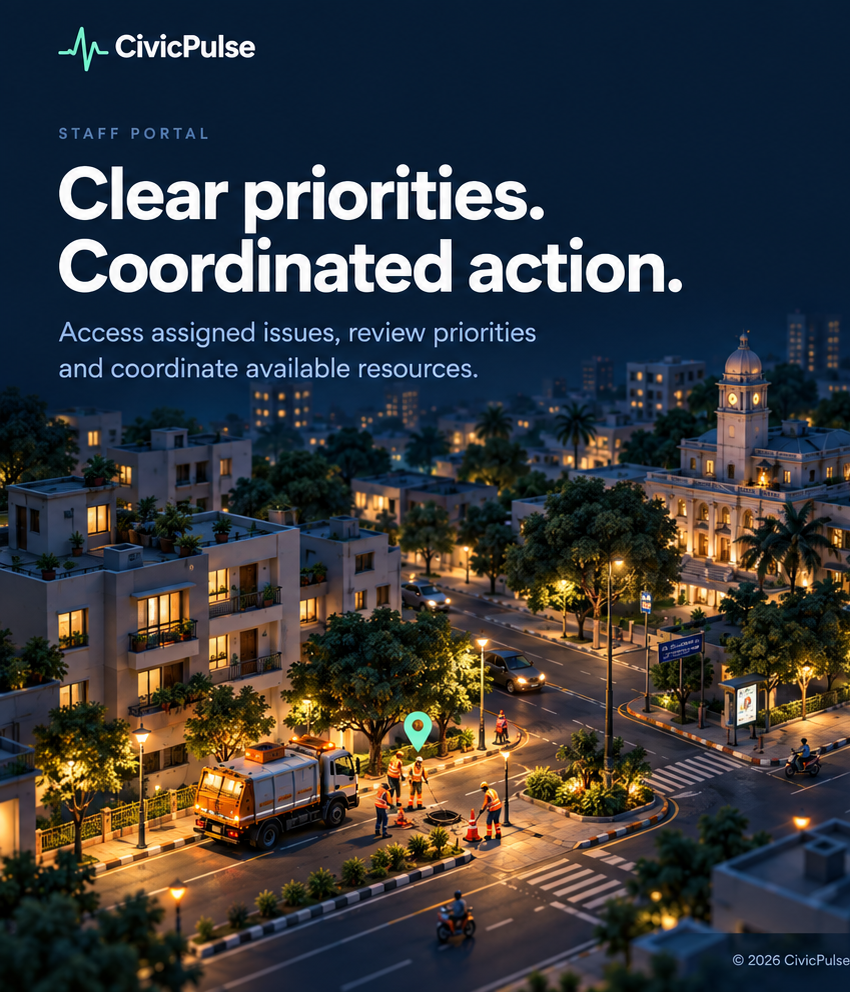 CivicPulse
STAFF PORTAL
Clear priorities.
Coordinated action.
Access assigned issues, review priorities
and coordinate available resources.
© 2026 CivicPulse